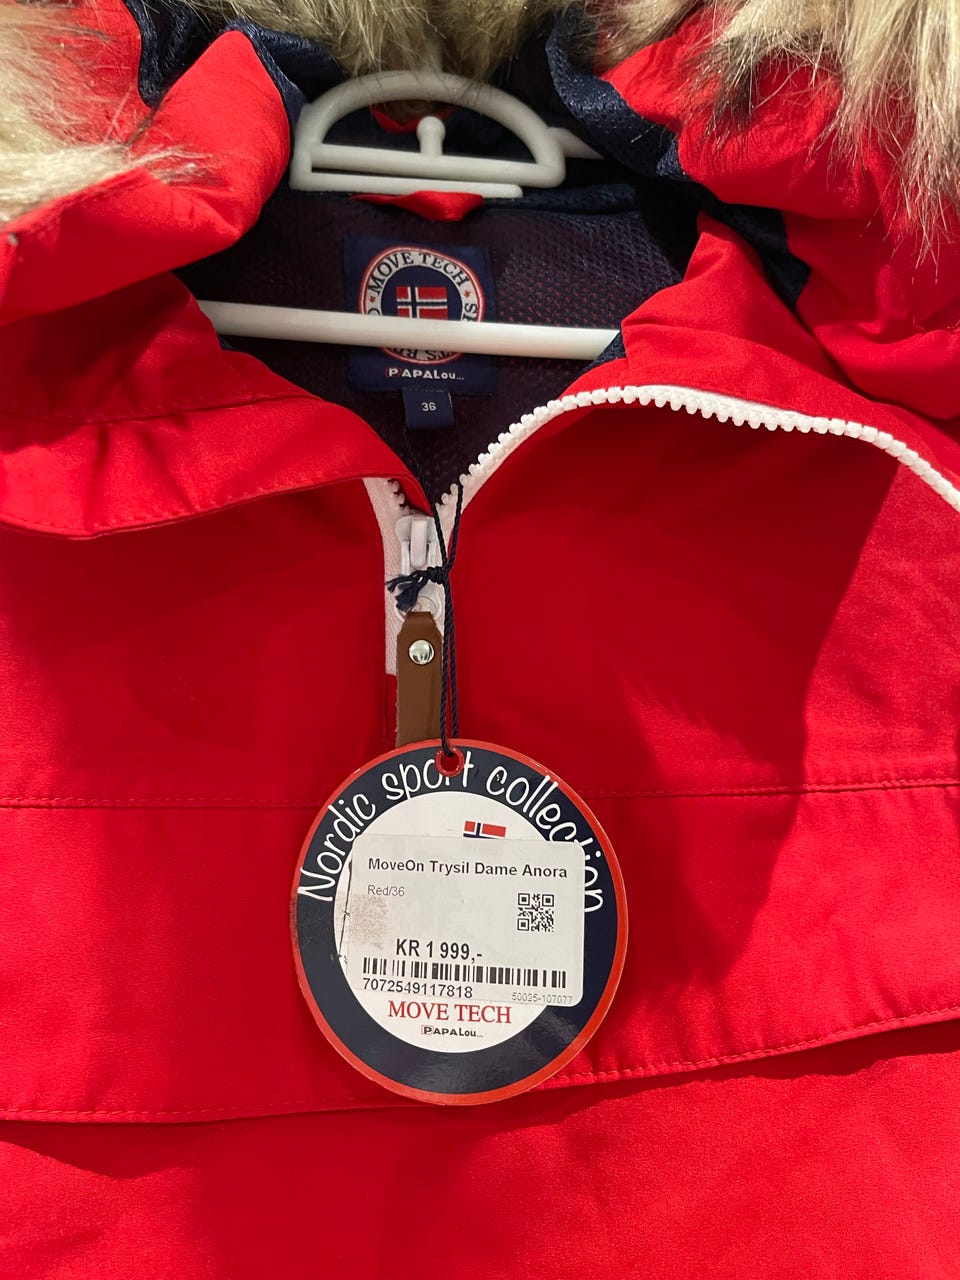 MOVE TECH
PAPALou...
36
Nordic sport collection
MoveOn Trysil Dame Anora
Red/36
KR 1 999,-
7072549117818
50025-107077
MOVE TECH
PAPALou...